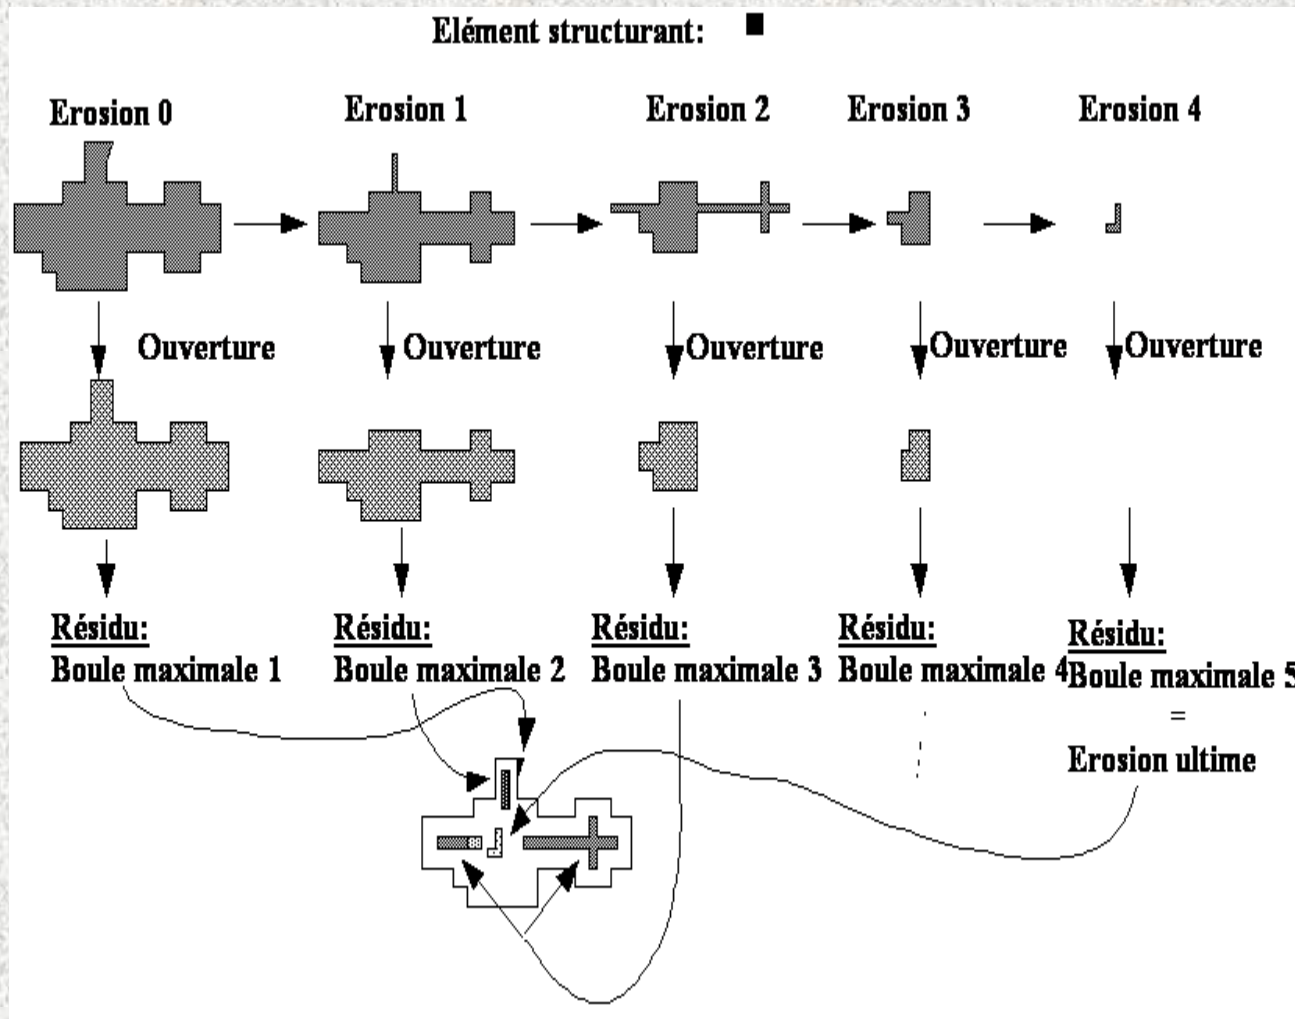 Elément structurant:
Erosion 0
Erosion 1
Erosion 2
Erosion 3
Erosion 4
Ouverture
Ouverture
Ouverture
Ouverture
Ouverture
Résidu:
Boule maximale 1
Résidu:
Boule maximale 2
Résidu:
Boule maximale 3
Résidu:
Boule maximale 4
Résidu:
Boule maximale 5
=
Erosion ultime